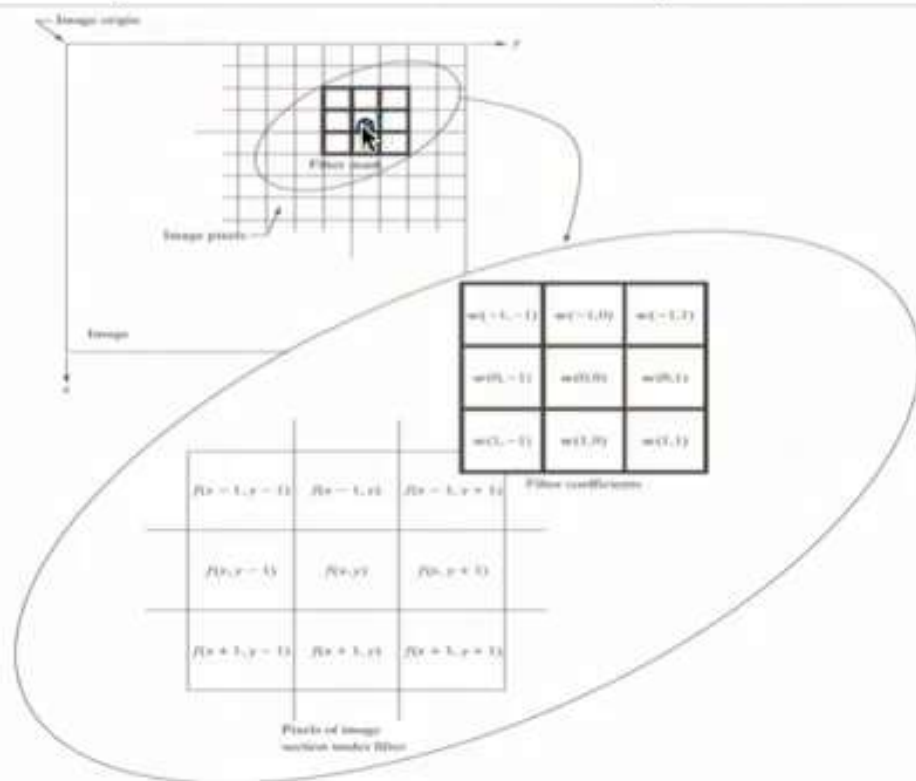 Image origin
y
Filter mask
Image pixels
Image
x
w(−1, −1) w(−1, 0) w(−1, 1)
w(0, −1) w(0, 0) w(0, 1)
w(1, −1) w(1, 0) w(1, 1)
Filter coefficients
f(x − 1, y − 1) f(x − 1, y) f(x − 1, y + 1)
f(x, y − 1) f(x, y) f(x, y + 1)
f(x + 1, y − 1) f(x + 1, y) f(x + 1, y + 1)
Pixels of image
section under filter